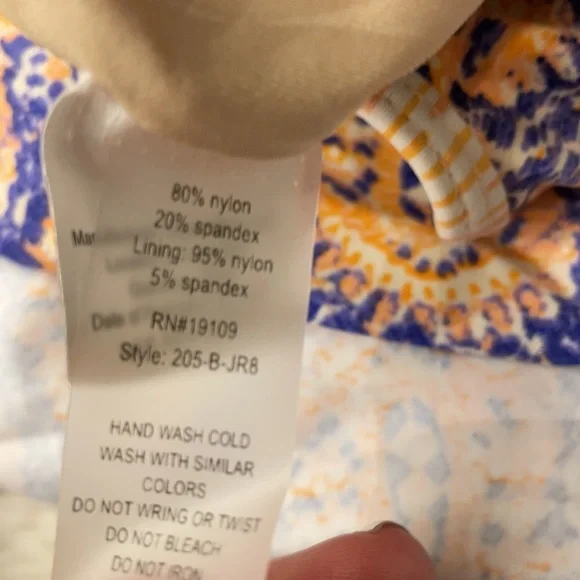 80% nylon
20% spandex
Lining: 95% nylon
5% spandex
RN#19109
Style: 205-B-JR8
HAND WASH COLD
WASH WITH SIMILAR
COLORS
DO NOT WRING OR TWIST
DO NOT BLEACH
DO NOT IRON